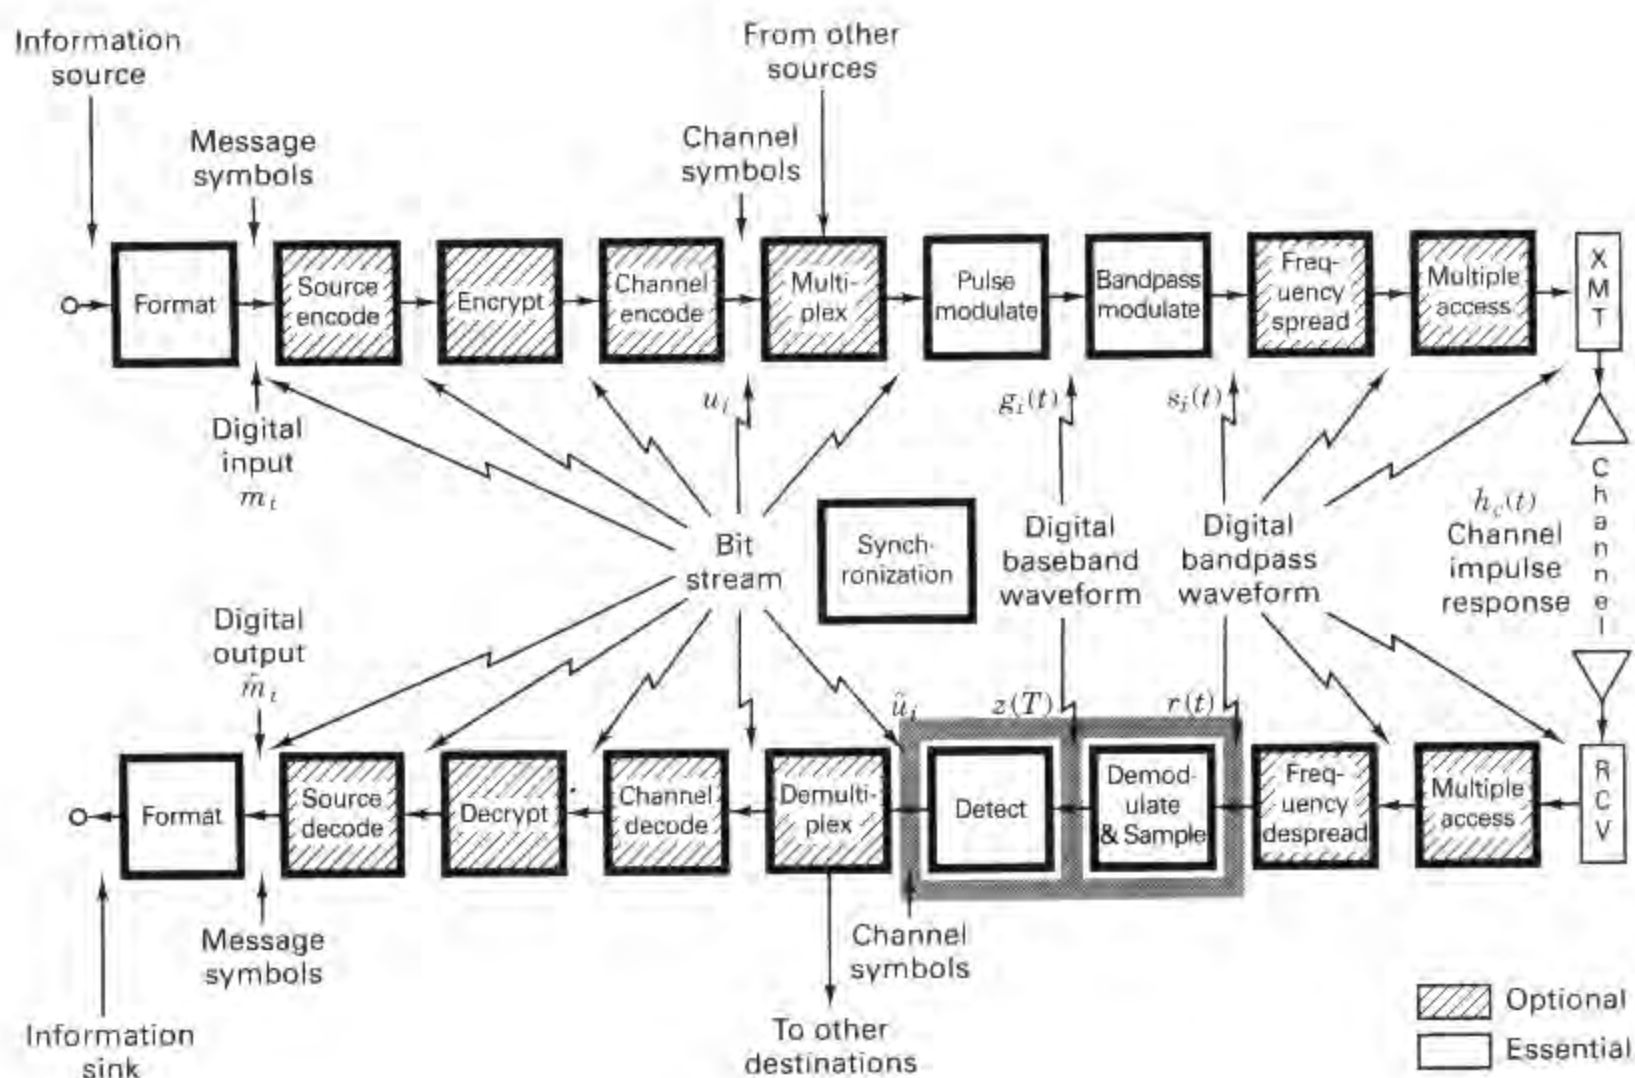 Information
source
From other
sources
Message
symbols
Channel
symbols
Format
Source
encode
Encrypt
Channel
encode
Multi-
plex
Pulse
modulate
Bandpass
modulate
Freq-
uency
spread
Multiple
access
X
M
T
Digital
input
m_i
u_i
g_i(t)
s_i(t)
Bit
stream
Synch-
ronization
Digital
baseband
waveform
Digital
bandpass
waveform
h_c(t)
Channel
impulse
response
C
h
a
n
n
e
l
Digital
output
m̂_i
û_i
z(T)
r(t)
Format
Source
decode
Decrypt
Channel
decode
Demulti-
plex
Detect
Demod-
ulate
& Sample
Freq-
uency
despread
Multiple
access
R
C
V
Message
symbols
Channel
symbols
Information
sink
To other
destinations
Optional
Essential